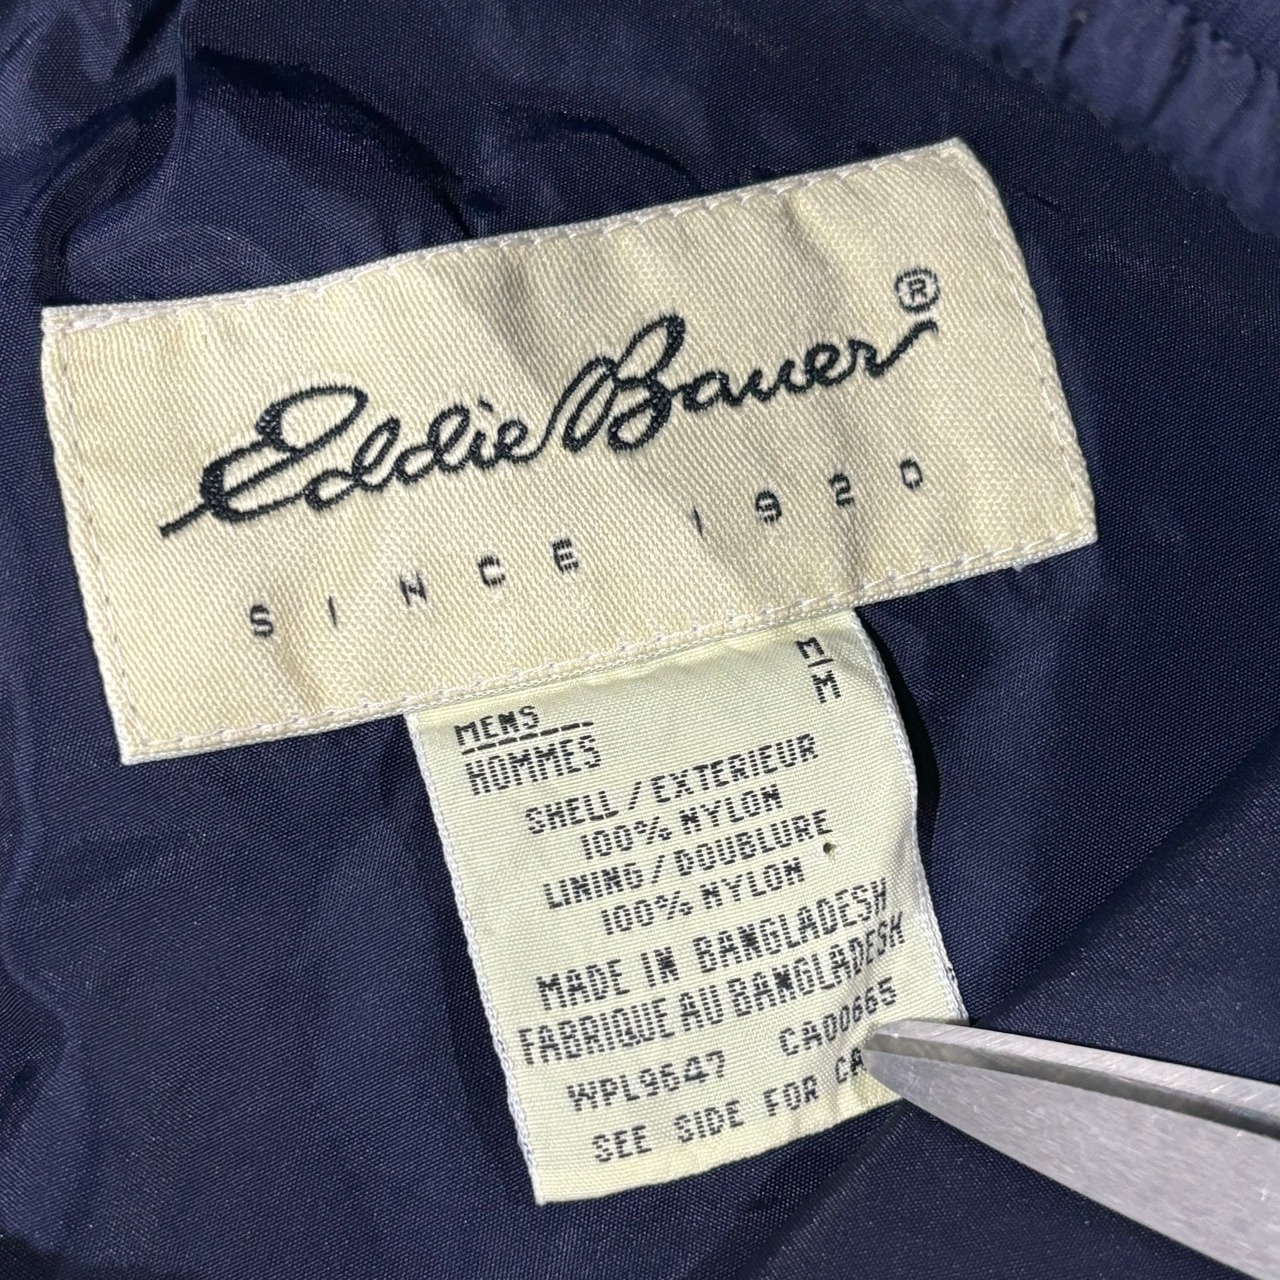 Eddie Bauer®
SINCE 1920
M/M
MENS
HOMMES
SHELL/EXTERIEUR
100% NYLON
LINING/DOUBLURE
100% NYLON
MADE IN BANGLADESH
FABRIQUE AU BANGLADESH
WPL9647 CA00665
SEE SIDE FOR